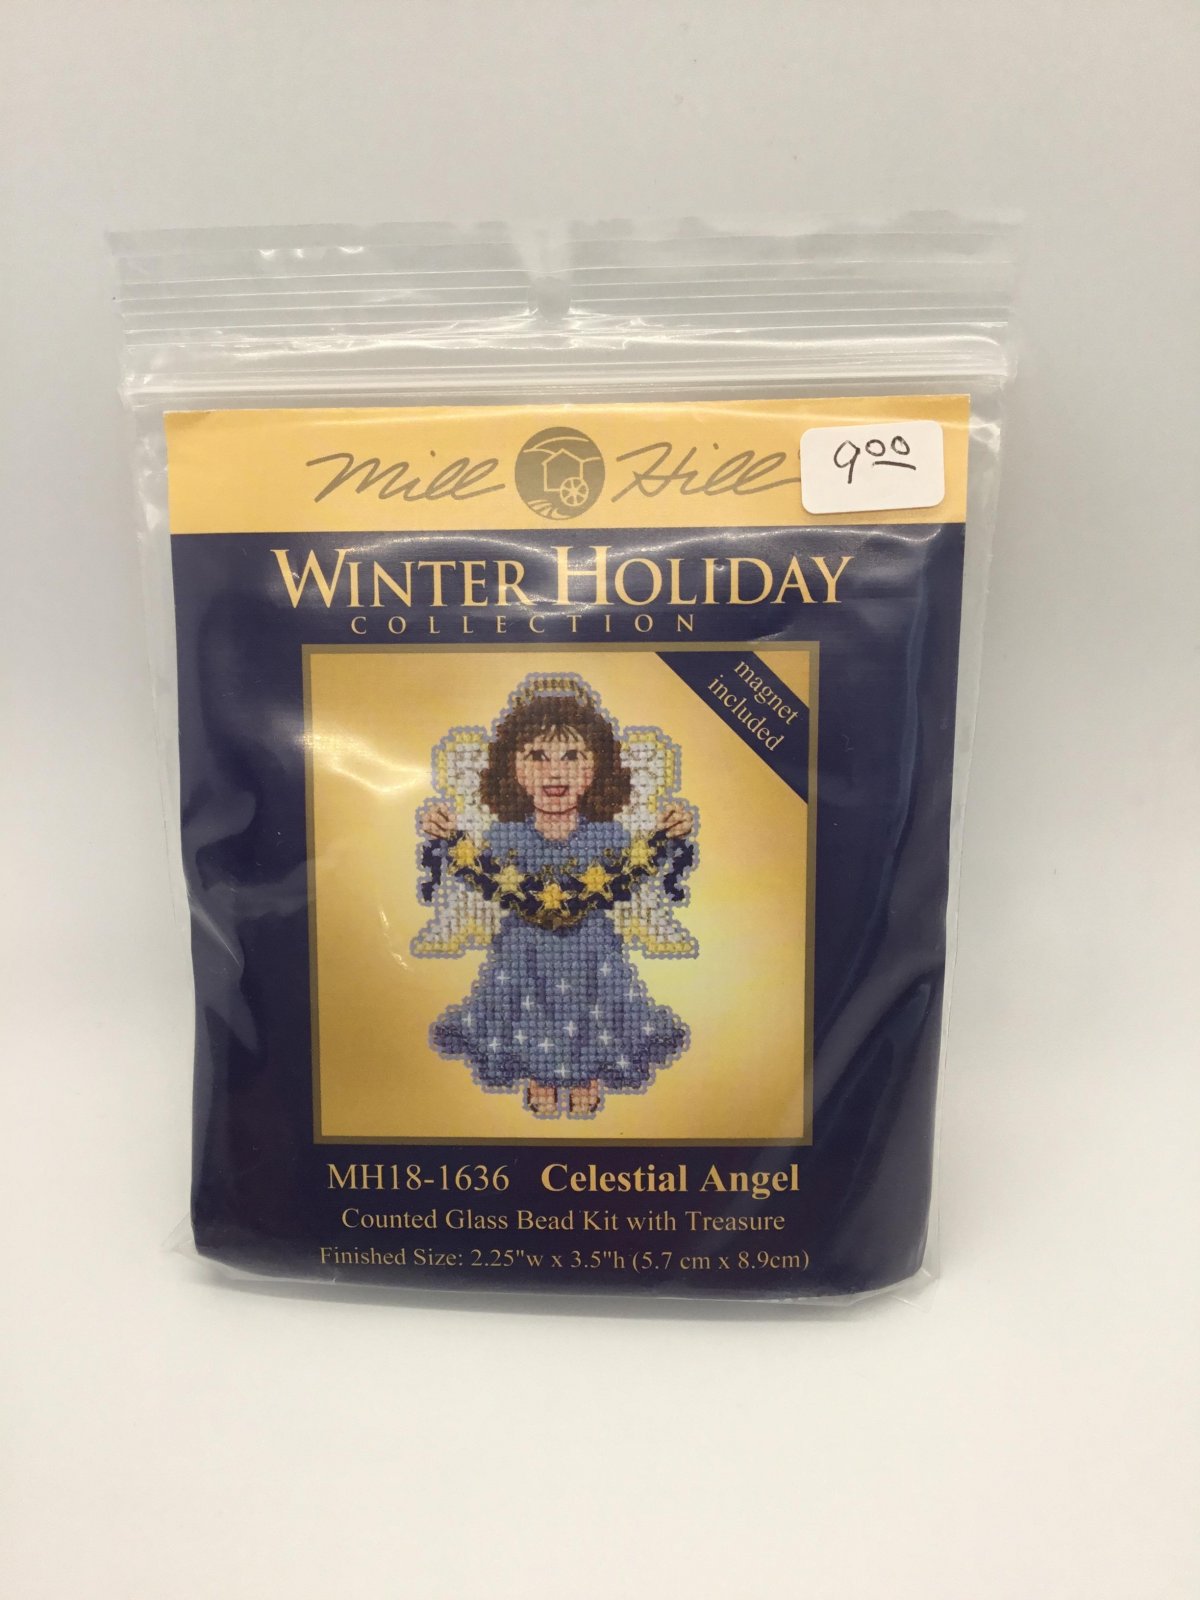 Mill Hill
9.00
WINTER HOLIDAY
COLLECTION
magnet
included
MH18-1636 Celestial Angel
Counted Glass Bead Kit with Treasure
Finished Size: 2.25"w x 3.5"h (5.7 cm x 8.9cm)